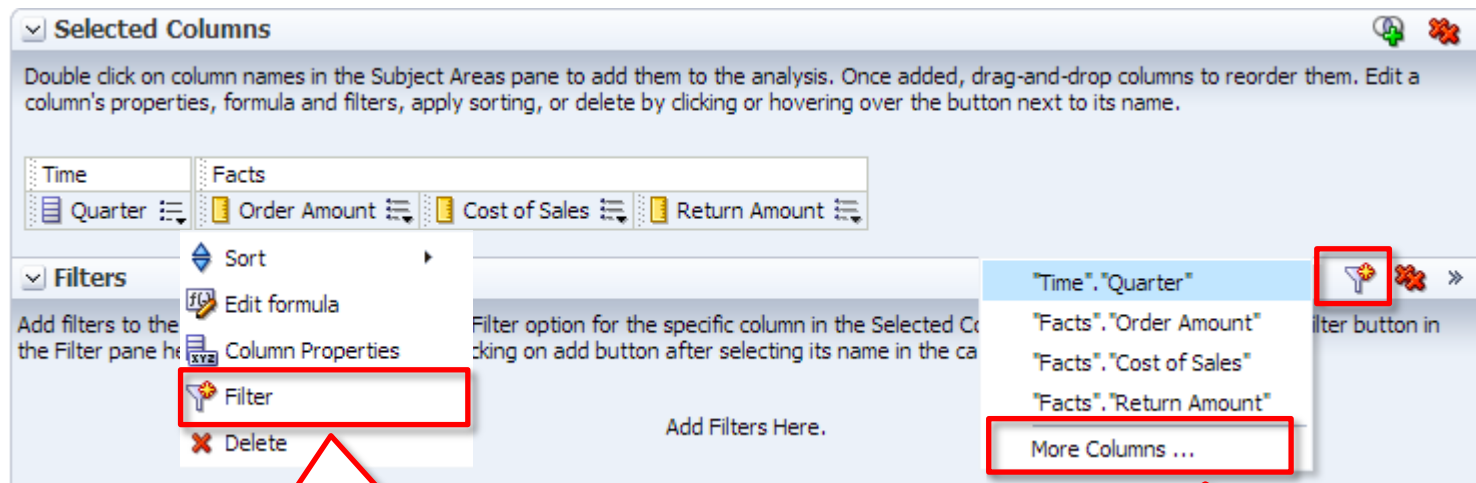 Selected Columns
Double click on column names in the Subject Areas pane to add them to the analysis. Once added, drag-and-drop columns to reorder them. Edit a
column's properties, formula and filters, apply sorting, or delete by clicking or hovering over the button next to its name.
Time Facts
Quarter Order Amount Cost of Sales Return Amount
Sort
Edit formula
Column Properties
Filter
Delete
Filters
Add filters to the Filter option for the specific column in the Selected
the Filter pane cking on add button after selecting its name in the
button in
Add Filters Here.
"Time"."Quarter"
"Facts"."Order Amount"
"Facts"."Cost of Sales"
"Facts"."Return Amount"
More Columns ...